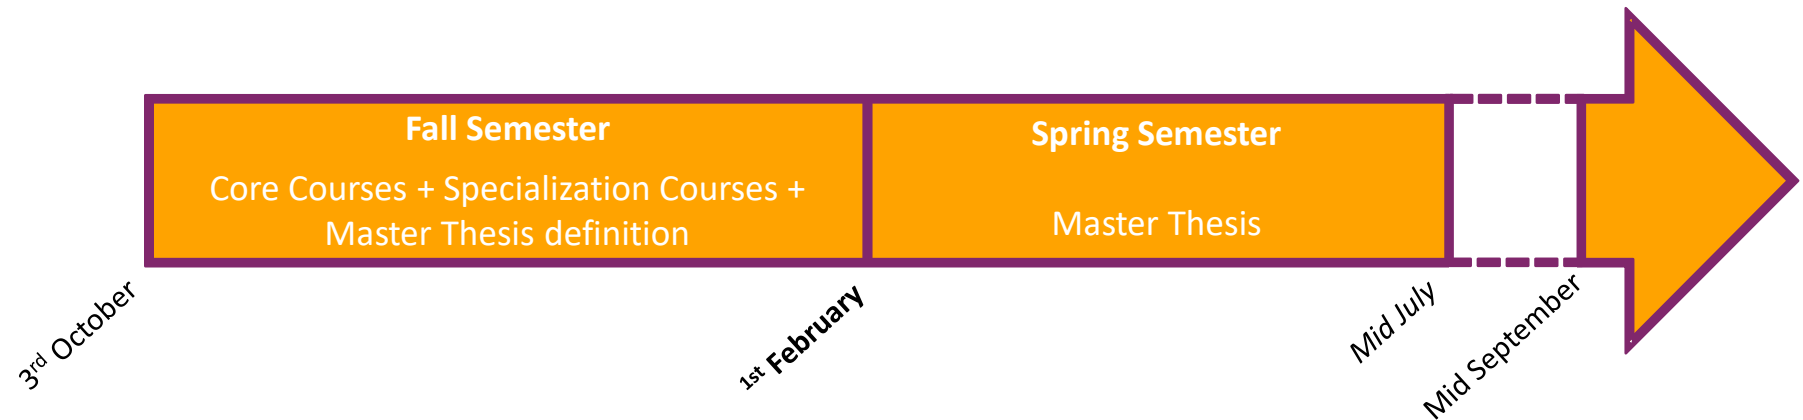 Fall Semester
Core Courses + Specialization Courses +
Master Thesis definition
Spring Semester
Master Thesis
3rd October
1st February
Mid July
Mid September